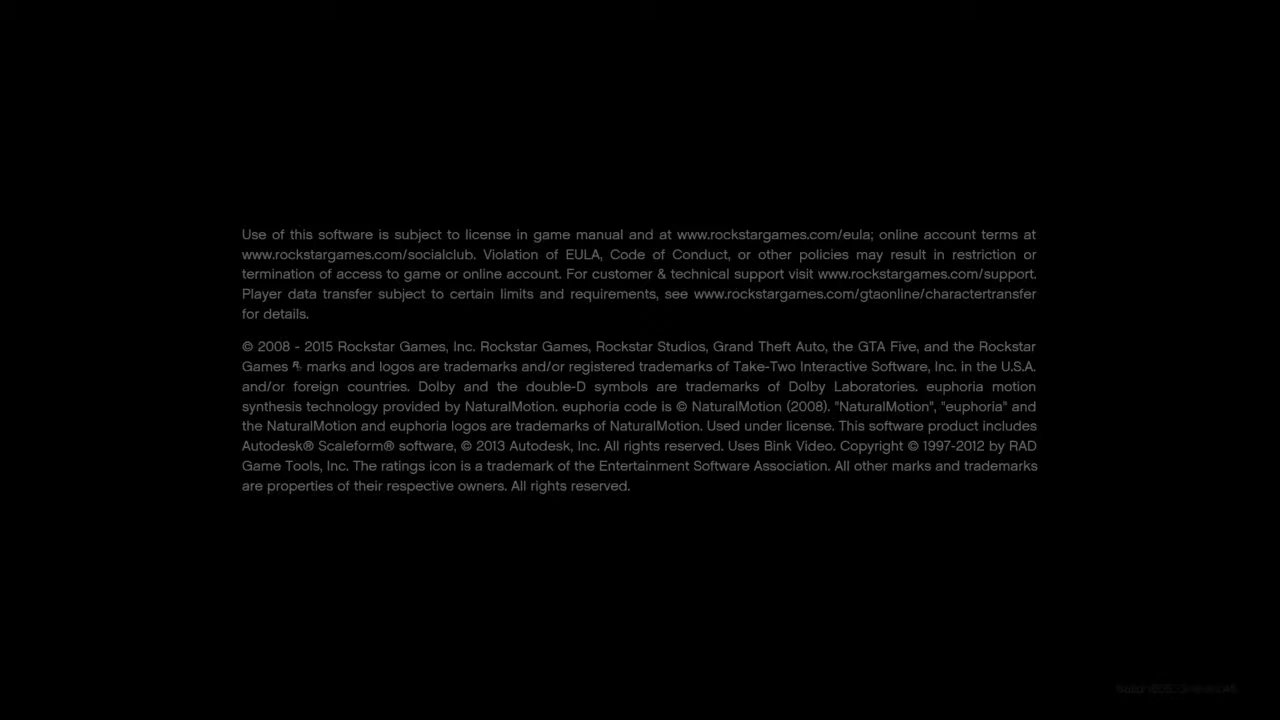 Use of this software is subject to license in game manual and at www.rockstargames.com/eula; online account terms at
www.rockstargames.com/socialclub. Violation of EULA, Code of Conduct, or other policies may result in restriction or
termination of access to game or online account. For customer & technical support visit www.rockstargames.com/support.
Player data transfer subject to certain limits and requirements, see www.rockstargames.com/gtaonline/charactertransfer
for details.
© 2008 - 2015 Rockstar Games, Inc. Rockstar Games, Rockstar Studios, Grand Theft Auto, the GTA Five, and the Rockstar
Games R* marks and logos are trademarks and/or registered trademarks of Take-Two Interactive Software, Inc. in the U.S.A.
and/or foreign countries. Dolby and the double-D symbols are trademarks of Dolby Laboratories. euphoria motion
synthesis technology provided by NaturalMotion. euphoria code is © NaturalMotion (2008). "NaturalMotion", "euphoria" and
the NaturalMotion and euphoria logos are trademarks of NaturalMotion. Used under license. This software product includes
Autodesk® Scaleform® software, © 2013 Autodesk, Inc. All rights reserved. Uses Bink Video. Copyright © 1997-2012 by RAD
Game Tools, Inc. The ratings icon is a trademark of the Entertainment Software Association. All other marks and trademarks
are properties of their respective owners. All rights reserved.